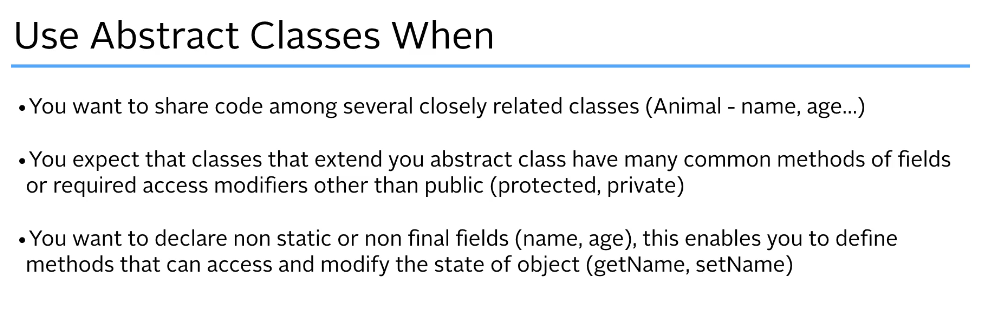 Use Abstract Classes When
•You want to share code among several closely related classes (Animal - name, age...)
•You expect that classes that extend you abstract class have many common methods of fields
or required access modifiers other than public (protected, private)
•You want to declare non static or non final fields (name, age), this enables you to define
methods that can access and modify the state of object (getName, setName)